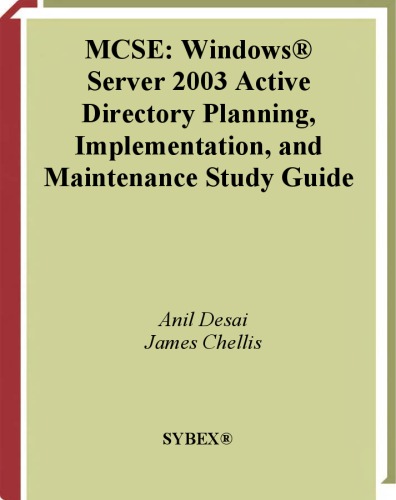 MCSE: Windows®
Server 2003 Active
Directory Planning,
Implementation, and
Maintenance Study Guide
Anil Desai
James Chellis
SYBEX®